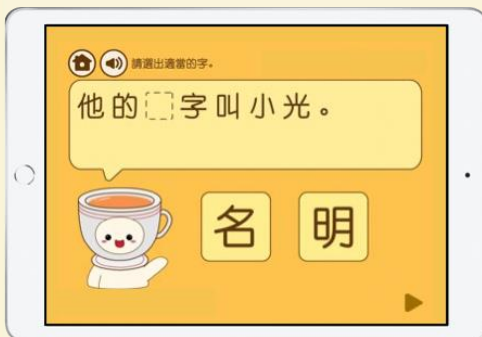 請選出適當的字。
他的字叫小光。
名 明